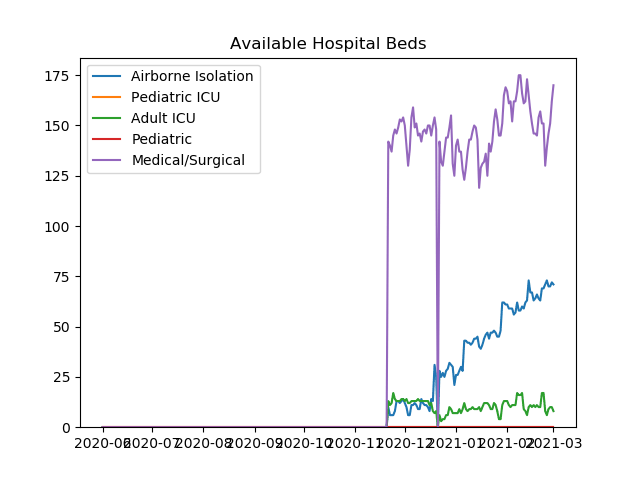 Available Hospital Beds
Airborne Isolation
Pediatric ICU
Adult ICU
Pediatric
Medical/Surgical
175
150
125
100
75
50
25
0
2020-06 2020-07 2020-08 2020-09 2020-10 2020-11 2020-12 2021-01 2021-02 2021-03